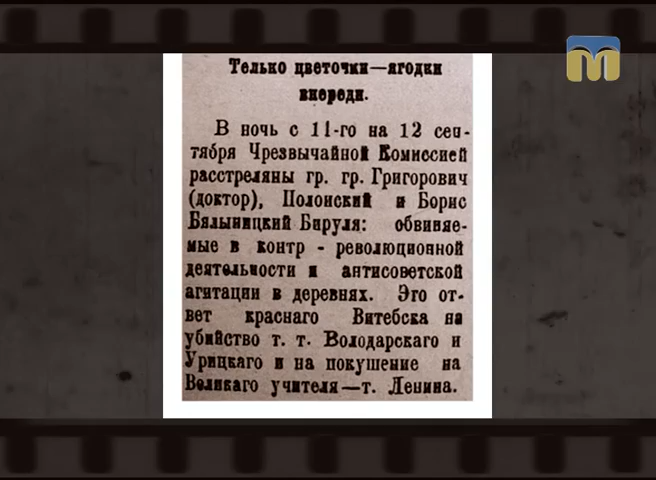 Телько цветочки—ягодки
впереди.
В ночь с 11-го на 12 сен-
тября Чрезвычайной Комиссией
расстреляны гр. гр. Григорович
(доктор), Полонский и Борис
Бялыницкий Бируля: обвиняе-
мые в контр - революционной
деятельности и антисоветской
агитации в деревнях. Это от-
вет краснаго Витебска на
убийство т. т. Володарскаго и
Урицкаго и на покушение на
Великаго учителя—т. Ленина.